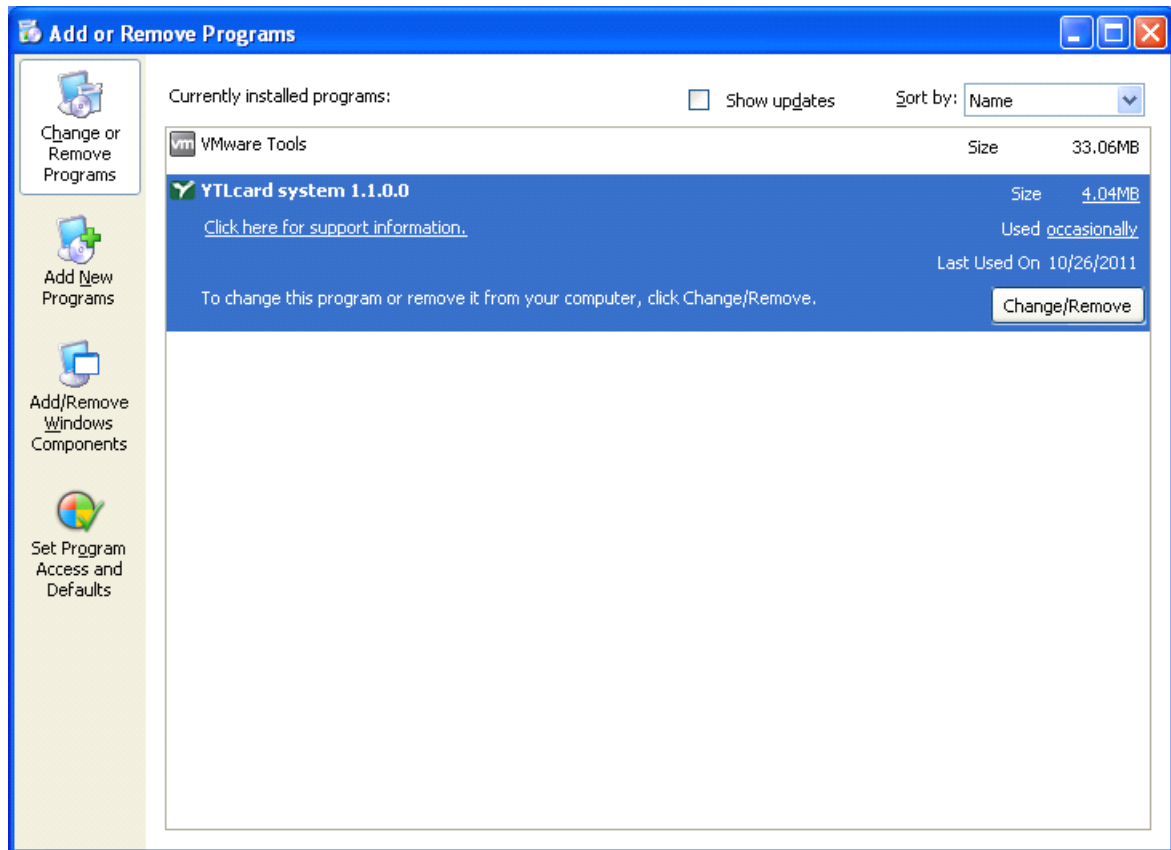 Add or Remove Programs
Change or
Remove
Programs
Add New
Programs
Add/Remove
Windows
Components
Set Program
Access and
Defaults
Currently installed programs:
Show updates
Sort by: Name
vm VMware Tools Size 33.06MB
YTLcard system 1.1.0.0 Size 4.04MB
Click here for support information. Used occasionally
Last Used On 10/26/2011
To change this program or remove it from your computer, click Change/Remove. Change/Remove